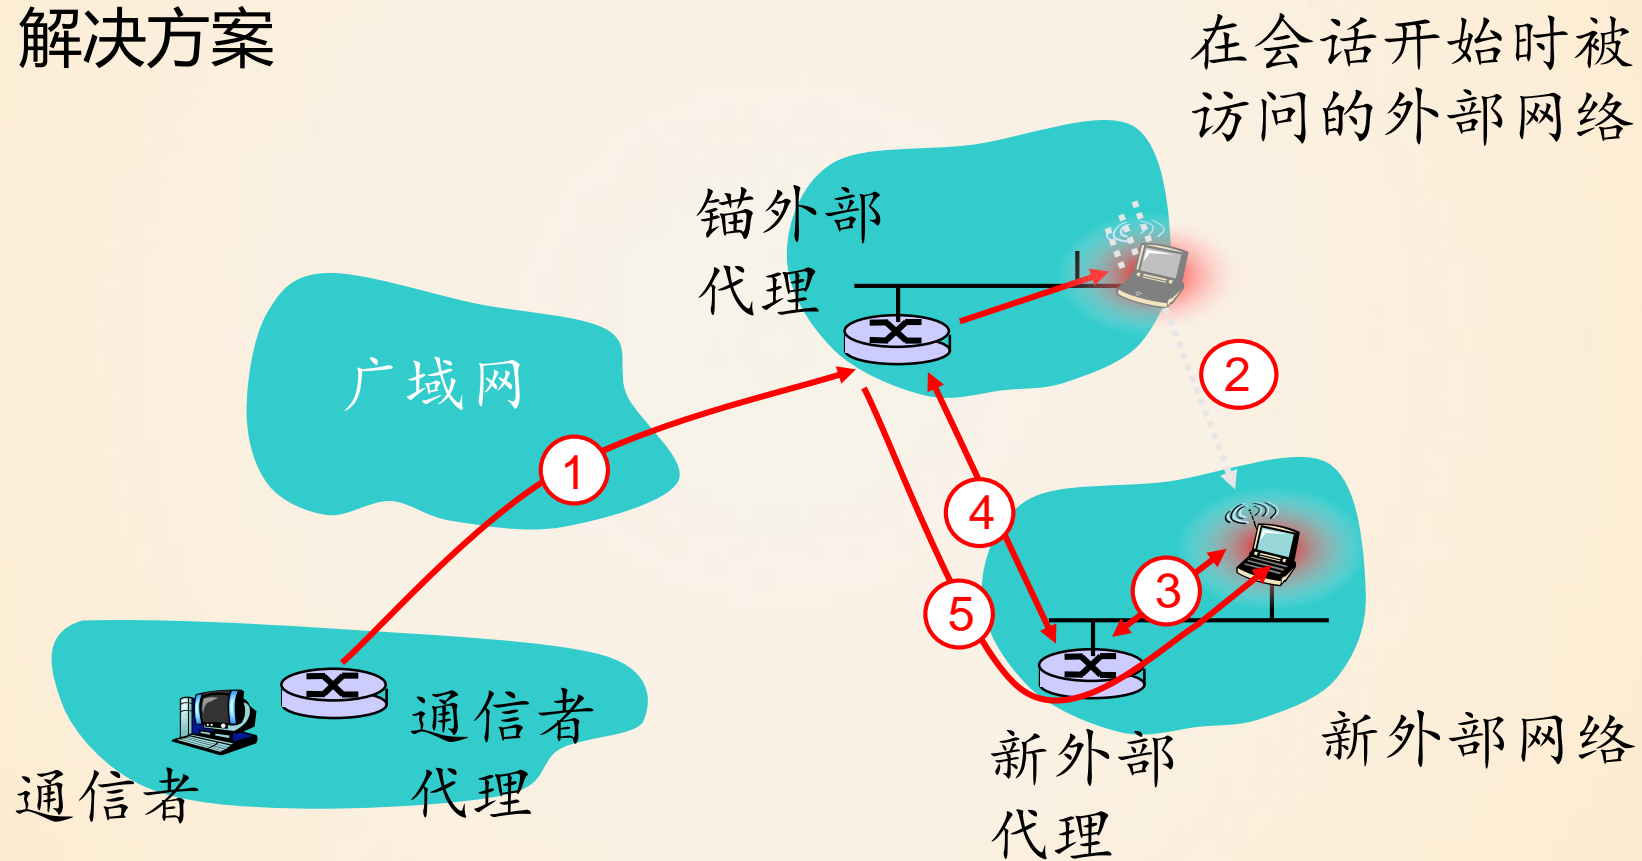 解决方案
在会话开始时被
访问的外部网络
锚外部
代理
广域网
2
1
4
3
5
通信者
代理
通信者
新外部
代理
新外部网络